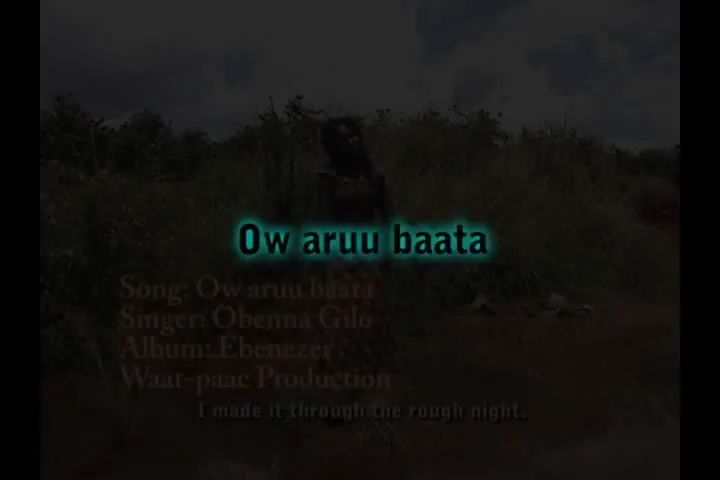 Ow aruu baata
Song: Ow aruu baata
Singer: Obenna Gilo
Album: Ebenezer
Waat-paac Production
I made it through the rough night.